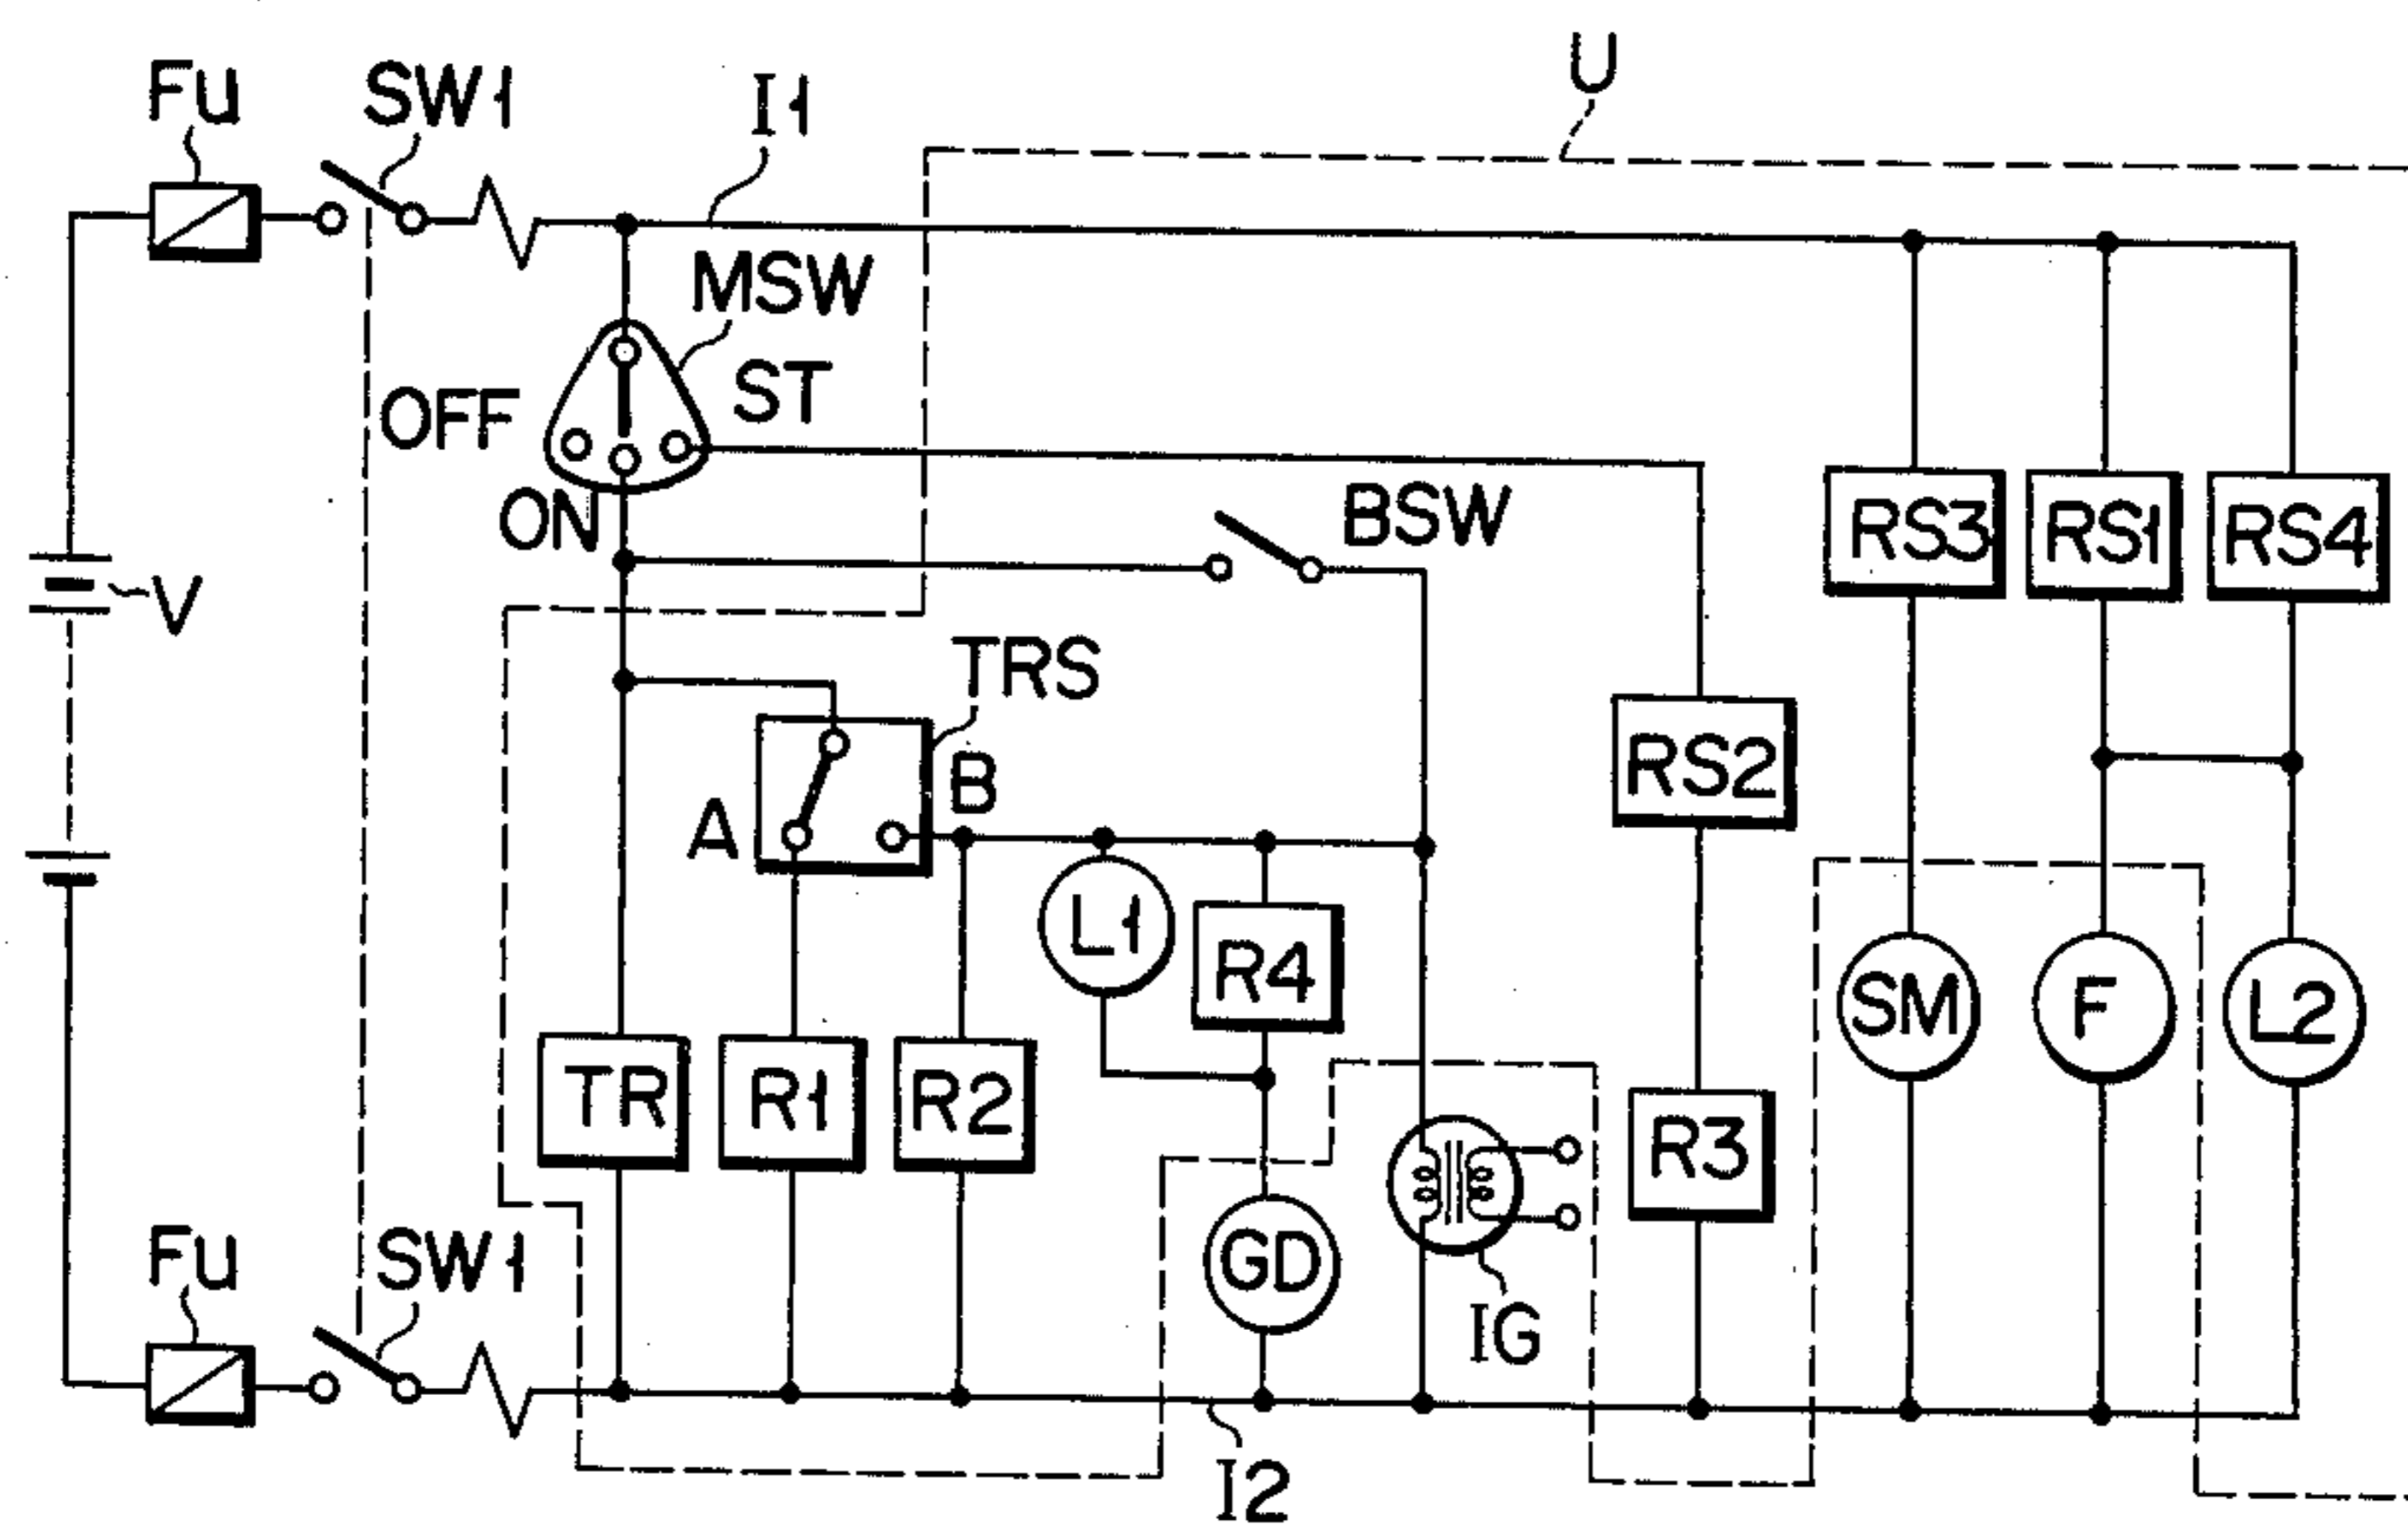 Fu SW1 I1 U
MSW
OFF ST
ON BSW
RS3 RS1 RS4
V
TRS
RS2
A B
L1 R4
SM F L2
TR R1 R2 R3
Fu SW1 GD
IG
I2